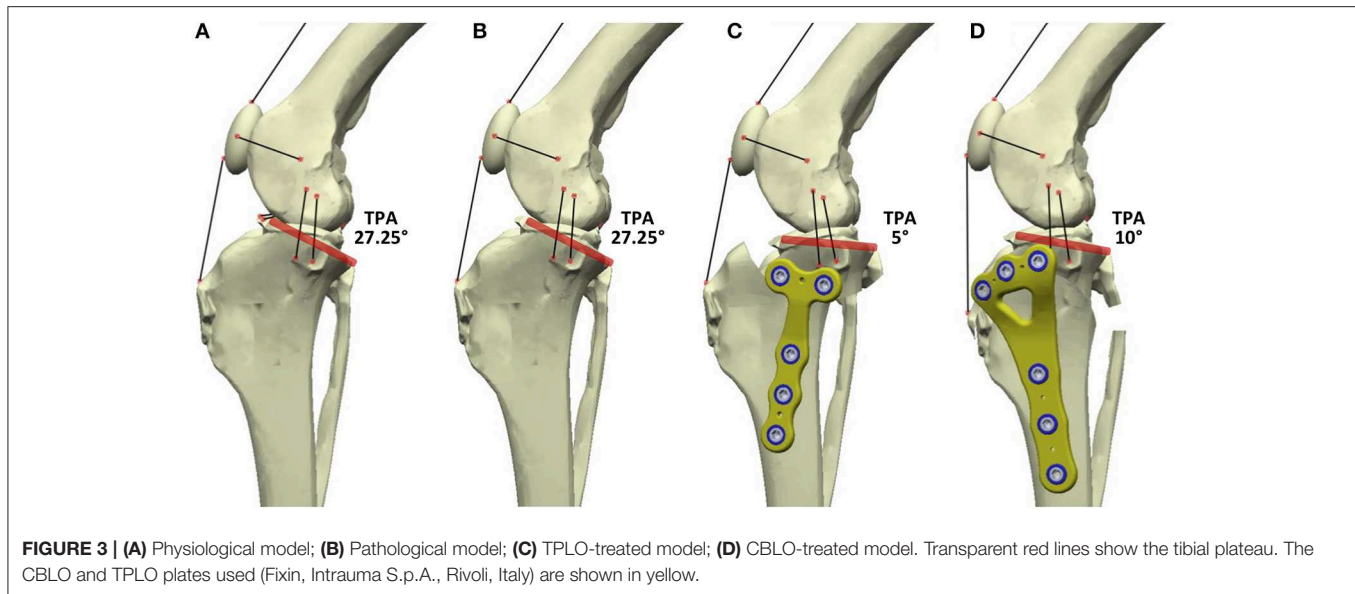 A
B
C
D
TPA
27.25°
TPA
27.25°
TPA
5°
TPA
10°
FIGURE 3 | (A) Physiological model; (B) Pathological model; (C) TPLO-treated model; (D) CBLO-treated model. Transparent red lines show the tibial plateau. The
CBLO and TPLO plates used (Fixin, Intrauma S.p.A., Rivoli, Italy) are shown in yellow.